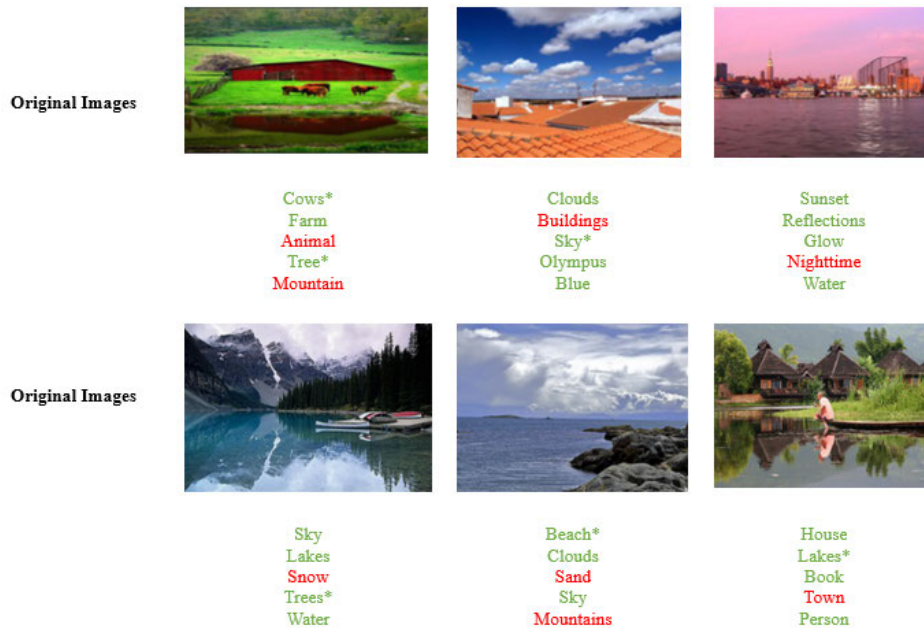 Original Images
Cows*
Farm
Animal
Tree*
Mountain
Clouds
Buildings
Sky*
Olympus
Blue
Sunset
Reflections
Glow
Nighttime
Water
Original Images
Sky
Lakes
Snow
Trees*
Water
Beach*
Clouds
Sand
Sky
Mountains
House
Lakes*
Book
Town
Person